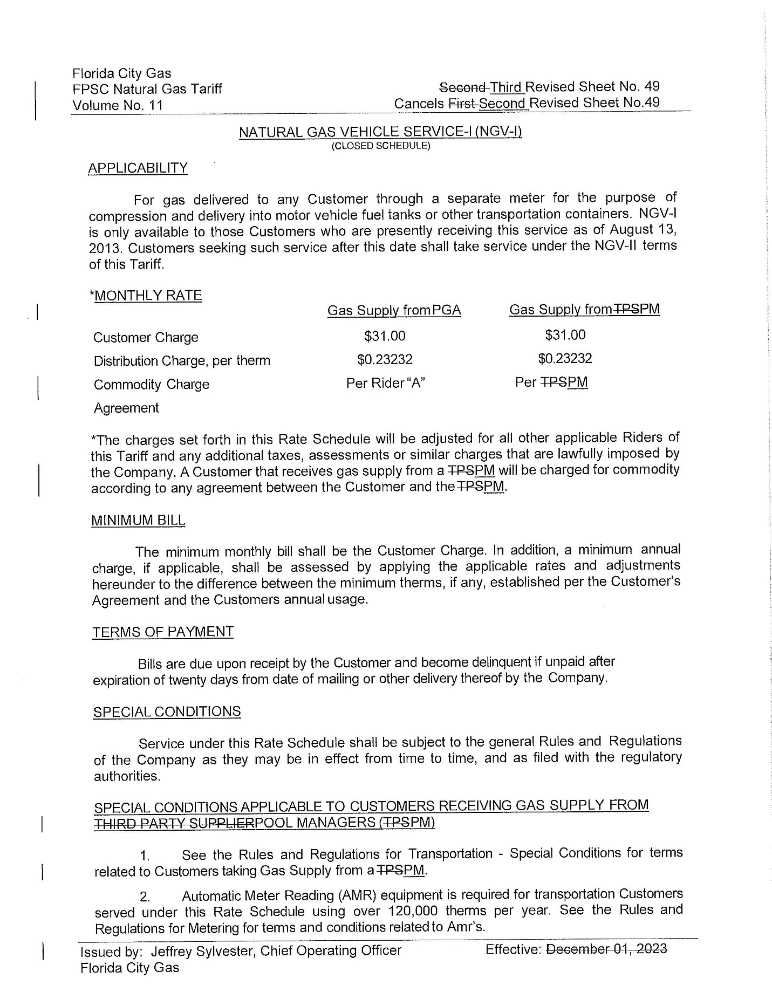 Florida City Gas
FPSC Natural Gas Tariff
Second Third Revised Sheet No. 49
Volume No. 11
Cancels First Second Revised Sheet No.49
NATURAL GAS VEHICLE SERVICE-I (NGV-I)
(CLOSED SCHEDULE)
APPLICABILITY
For gas delivered to any Customer through a separate meter for the purpose of
compression and delivery into motor vehicle fuel tanks or other transportation containers. NGV-I
is only available to those Customers who are presently receiving this service as of August 13,
2013. Customers seeking such service after this date shall take service under the NGV-II terms
of this Tariff.
*MONTHLY RATE
Gas Supply from PGA Gas Supply from TPSPM
Customer Charge $31.00 $31.00
Distribution Charge, per therm $0.23232 $0.23232
Commodity Charge Per Rider "A" Per TPSPM
Agreement
*The charges set forth in this Rate Schedule will be adjusted for all other applicable Riders of
this Tariff and any additional taxes, assessments or similar charges that are lawfully imposed by
the Company. A Customer that receives gas supply from a TPSPM will be charged for commodity
according to any agreement between the Customer and the TPSPM.
MINIMUM BILL
The minimum monthly bill shall be the Customer Charge. In addition, a minimum annual
charge, if applicable, shall be assessed by applying the applicable rates and adjustments
hereunder to the difference between the minimum therms, if any, established per the Customer's
Agreement and the Customers annual usage.
TERMS OF PAYMENT
Bills are due upon receipt by the Customer and become delinquent if unpaid after
expiration of twenty days from date of mailing or other delivery thereof by the Company.
SPECIAL CONDITIONS
Service under this Rate Schedule shall be subject to the general Rules and Regulations
of the Company as they may be in effect from time to time, and as filed with the regulatory
authorities.
SPECIAL CONDITIONS APPLICABLE TO CUSTOMERS RECEIVING GAS SUPPLY FROM
THIRD PARTY SUPPLIERPOOL MANAGERS (TPSPM)
1. See the Rules and Regulations for Transportation - Special Conditions for terms
related to Customers taking Gas Supply from a TPSPM.
2. Automatic Meter Reading (AMR) equipment is required for transportation Customers
served under this Rate Schedule using over 120,000 therms per year. See the Rules and
Regulations for Metering for terms and conditions related to Amr's.
Issued by: Jeffrey Sylvester, Chief Operating Officer Effective: December 01, 2023
Florida City Gas